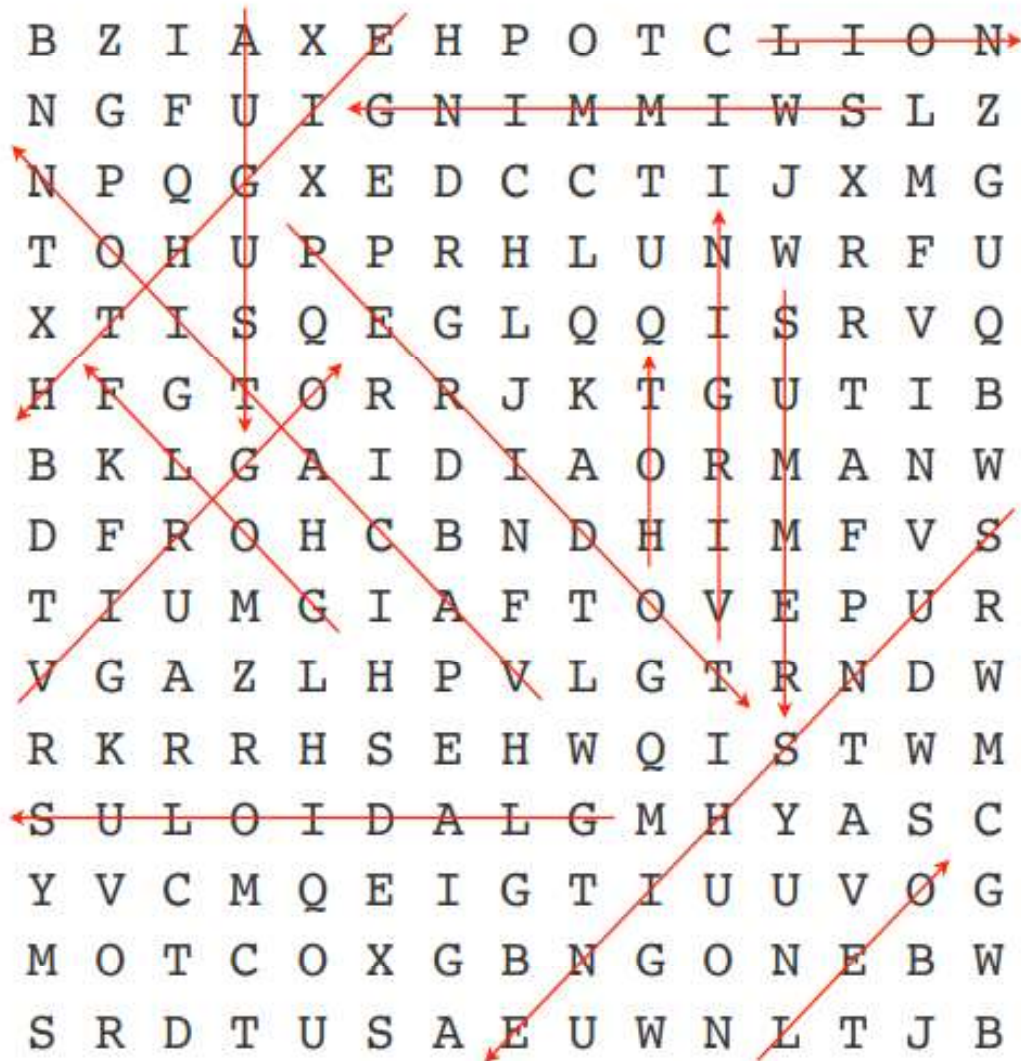 B Z I A X E H P O T C L I O N
N G F U I G N I M M I W S L Z
N P Q G X E D C C T I J X M G
T O H U P P R H L U N W R F U
X T I S Q E G L Q Q I S R V Q
H F G T O R R J K T G U T I B
B K L G A I D I A O R M A N W
D F R O H C B N D H I M F V S
T I U M G I A F T O V E P U R
V G A Z L H P V L G T R N D W
R K R R H S E H W Q I S T W M
S U L O I D A L G M H Y A S C
Y V C M Q E I G T I U U V O G
M O T C O X G B N G O N E B W
S R D T U S A E U W N L T J B